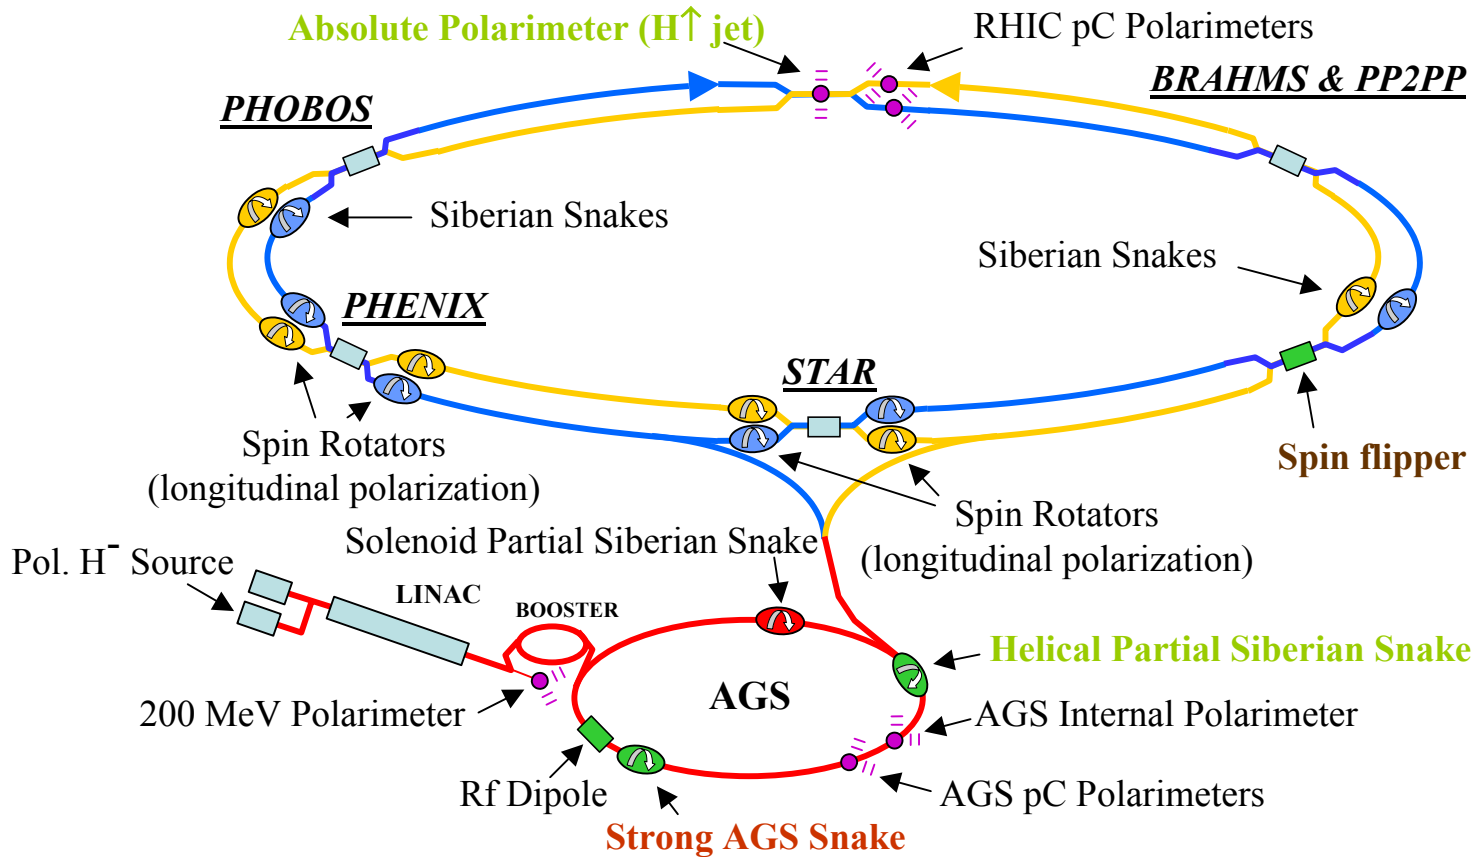 Absolute Polarimeter (H↑ jet)
RHIC pC Polarimeters
BRAHMS & PP2PP
PHOBOS
Siberian Snakes
Siberian Snakes
PHENIX
STAR
Spin Rotators
(longitudinal polarization)
Spin flipper
Spin Rotators
(longitudinal polarization)
Solenoid Partial Siberian Snake
Pol. H⁻ Source
LINAC
BOOSTER
Helical Partial Siberian Snake
AGS
200 MeV Polarimeter
AGS Internal Polarimeter
Rf Dipole
AGS pC Polarimeters
Strong AGS Snake